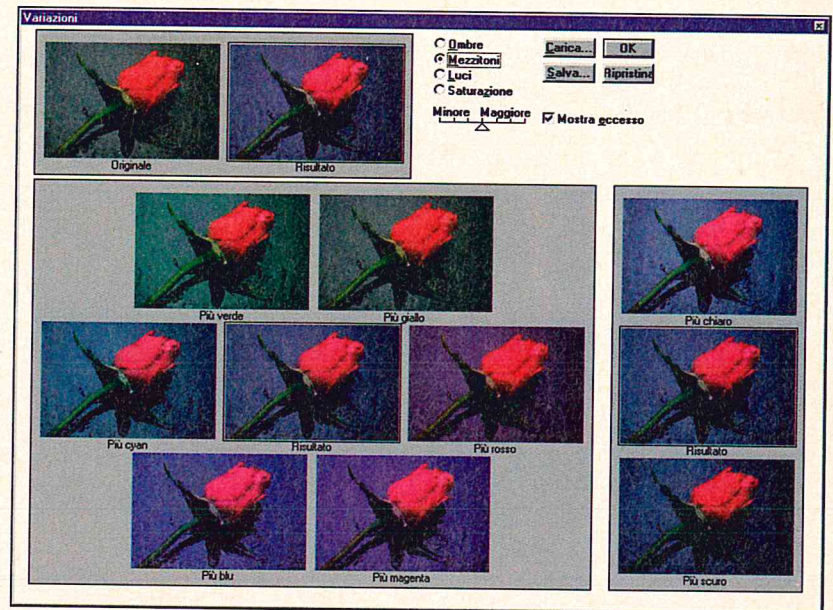 Variazioni
Originale
Risultato
Ombre
Mezzitoni
Luci
Saturazione
Minore Maggiore
Carica...
OK
Salva...
Ripristina
Mostra eccesso
Più verde
Più giallo
Più cyan
Risultato
Più rosso
Più blu
Più magenta
Più chiaro
Risultato
Più scuro